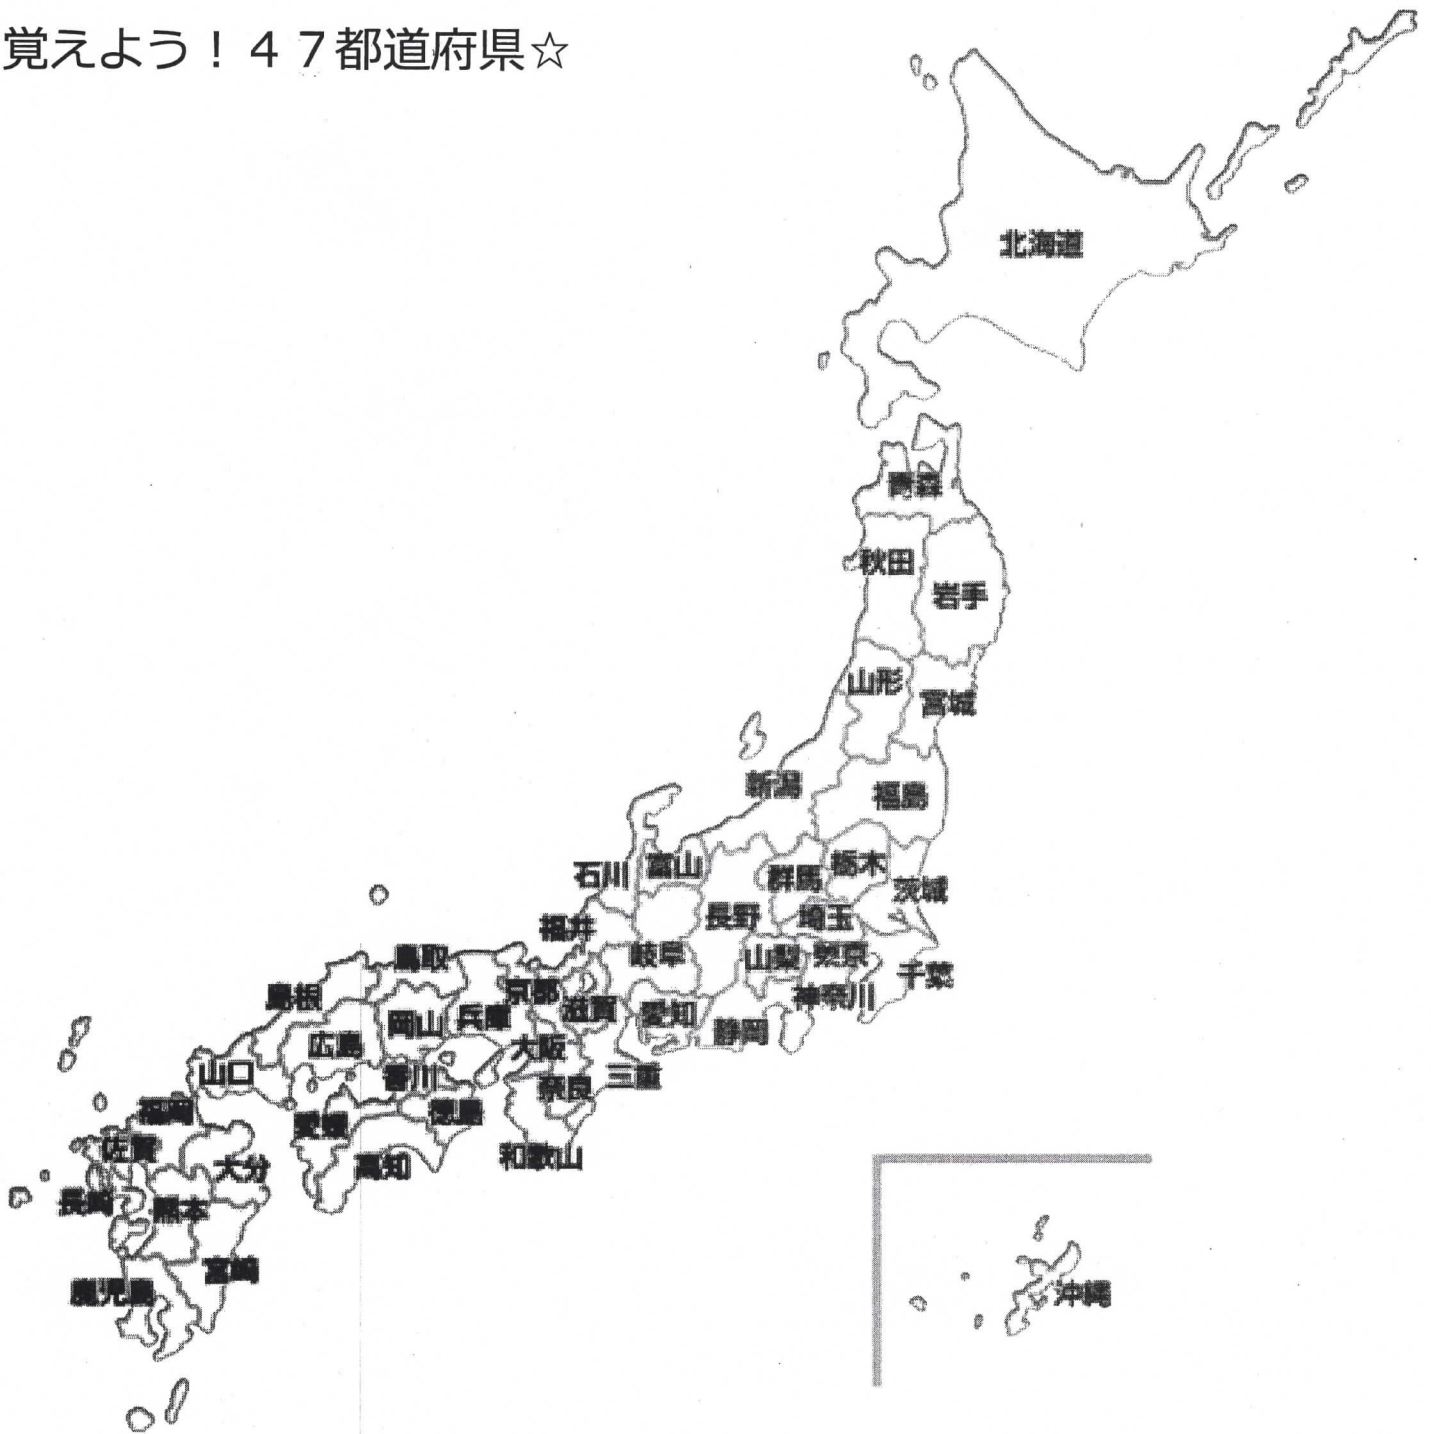 覚えよう！４７都道府県☆
北海道
青森
秋田
岩手
山形
宮城
新潟
福島
石川
富山
群馬
栃木
茨城
福井
長野
埼玉
岐阜
山梨
東京
千葉
神奈川
鳥取
島根
京都
滋賀
愛知
静岡
岡山
兵庫
広島
大阪
山口
香川
奈良
三重
福岡
愛媛
徳島
佐賀
大分
高知
和歌山
長崎
熊本
宮崎
鹿児島
沖縄